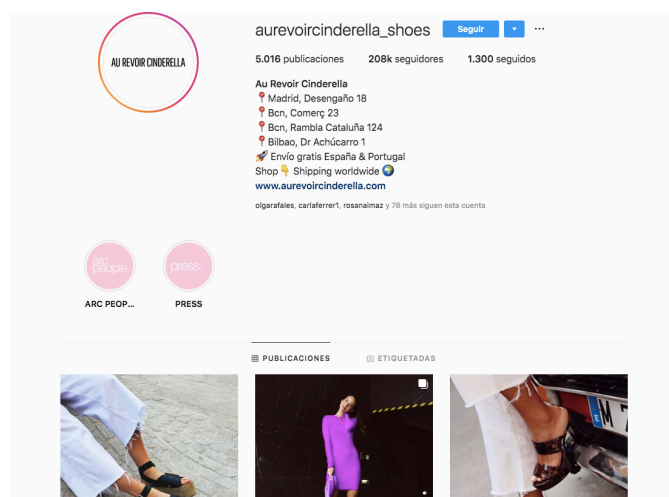 AU REVOIR CINDERELLA
aurevoircinderella_shoes Seguir
5.016 publicaciones 208k seguidores 1.300 seguidos
Au Revoir Cinderella
📍 Madrid, Desengaño 18
📍 Bcn, Comerç 23
📍 Bcn, Rambla Cataluña 124
📍 Bilbao, Dr Achúcarro 1
🚀 Envío gratis España & Portugal
Shop 👇 Shipping worldwide 🌍
www.aurevoircinderella.com
olgarafales, carlaferrer1, rosanaimaz y 78 más siguen esta cuenta
arc people. press.
ARC PEOP... PRESS
PUBLICACIONES ETIQUETADAS
E M 7